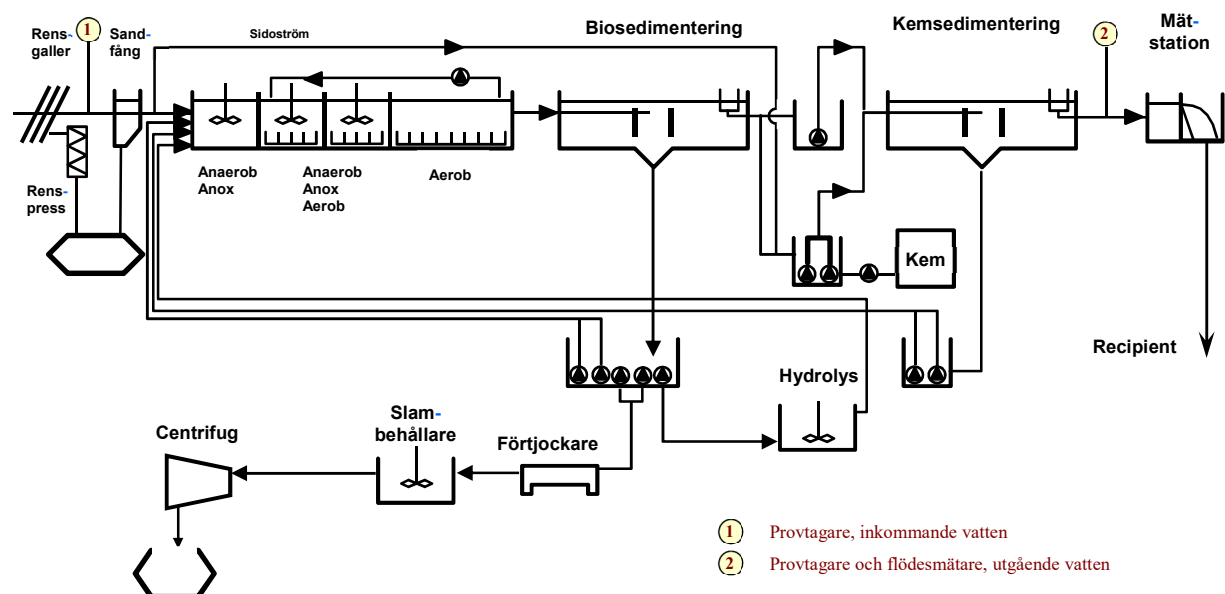 Rens-
galler
1
Sand-
fång
Sidoström
Biosedimentering
Kemsedimentering
2
Mät-
station
Anaerob
Anox
Anaerob
Anox
Aerob
Aerob
Rens-
press
Kem
Recipient
Hydrolys
Slam-
behållare
Centrifug
Förtjockare
1 Provtagare, inkommande vatten
2 Provtagare och flödesmätare, utgående vatten